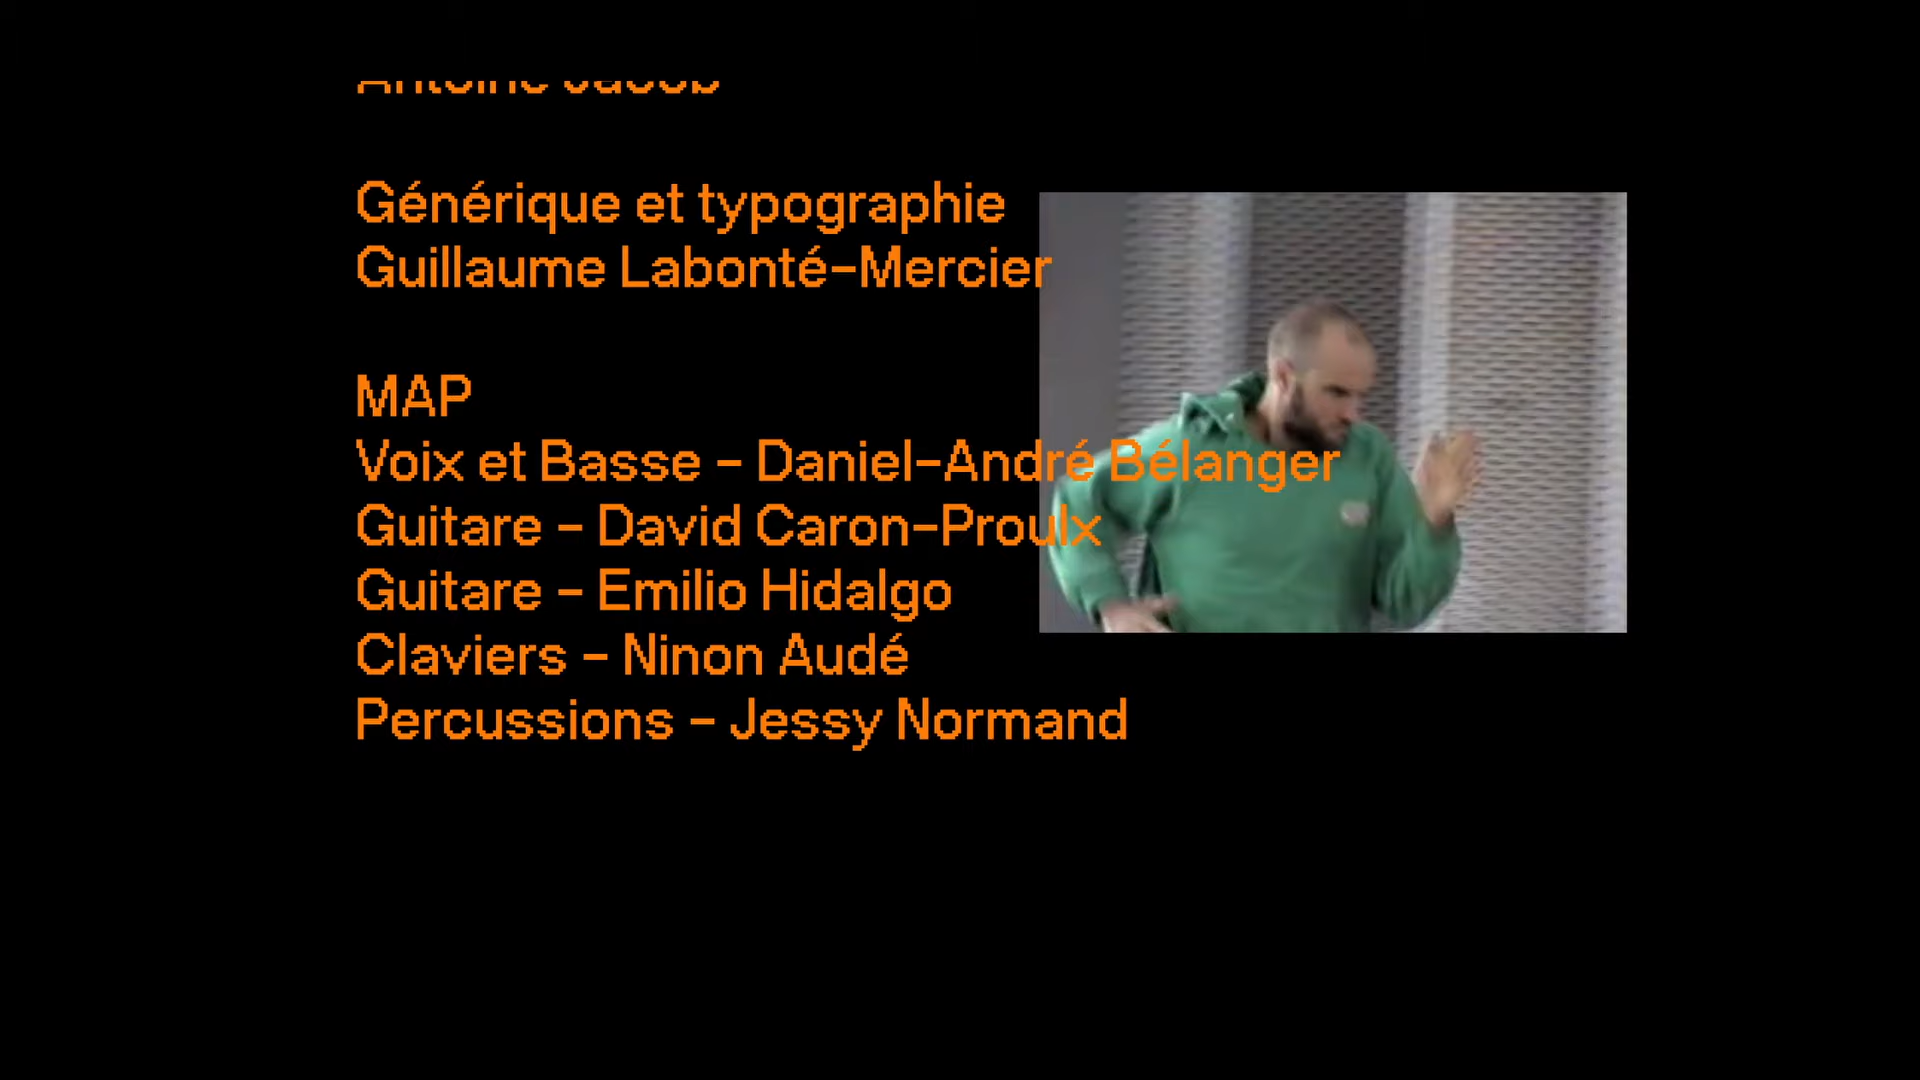 Générique et typographie
Guillaume Labonté-Mercier
MAP
Voix et Basse - Daniel-André Bélanger
Guitare - David Caron-Proulx
Guitare - Emilio Hidalgo
Claviers - Ninon Audé
Percussions - Jessy Normand